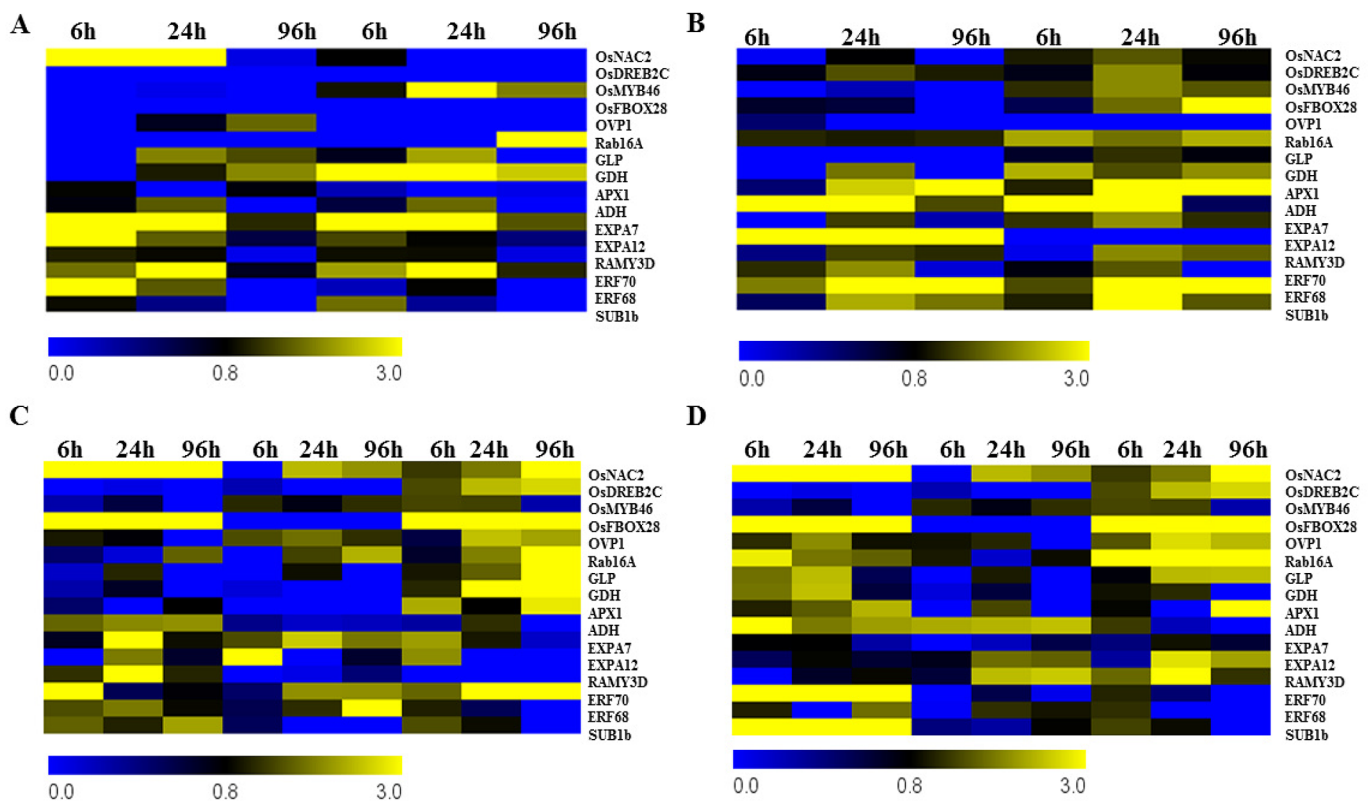 A
6h 24h 96h 6h 24h 96h
OsNAC2
OsDREB2C
OsMYB46
OsFBOX28
OVP1
Rab16A
GLP
GDH
APX1
ADH
EXPA7
EXPA12
RAMY3D
ERF70
ERF68
SUB1b
0.0 0.8 3.0
B
6h 24h 96h 6h 24h 96h
OsNAC2
OsDREB2C
OsMYB46
OsFBOX28
OVP1
Rab16A
GLP
GDH
APX1
ADH
EXPA7
EXPA12
RAMY3D
ERF70
ERF68
SUB1b
0.0 0.8 3.0
C
6h 24h 96h 6h 24h 96h 6h 24h 96h
OsNAC2
OsDREB2C
OsMYB46
OsFBOX28
OVP1
Rab16A
GLP
GDH
APX1
ADH
EXPA7
EXPA12
RAMY3D
ERF70
ERF68
SUB1b
0.0 0.8 3.0
D
6h 24h 96h 6h 24h 96h 6h 24h 96h
OsNAC2
OsDREB2C
OsMYB46
OsFBOX28
OVP1
Rab16A
GLP
GDH
APX1
ADH
EXPA7
EXPA12
RAMY3D
ERF70
ERF68
SUB1b
0.0 0.8 3.0